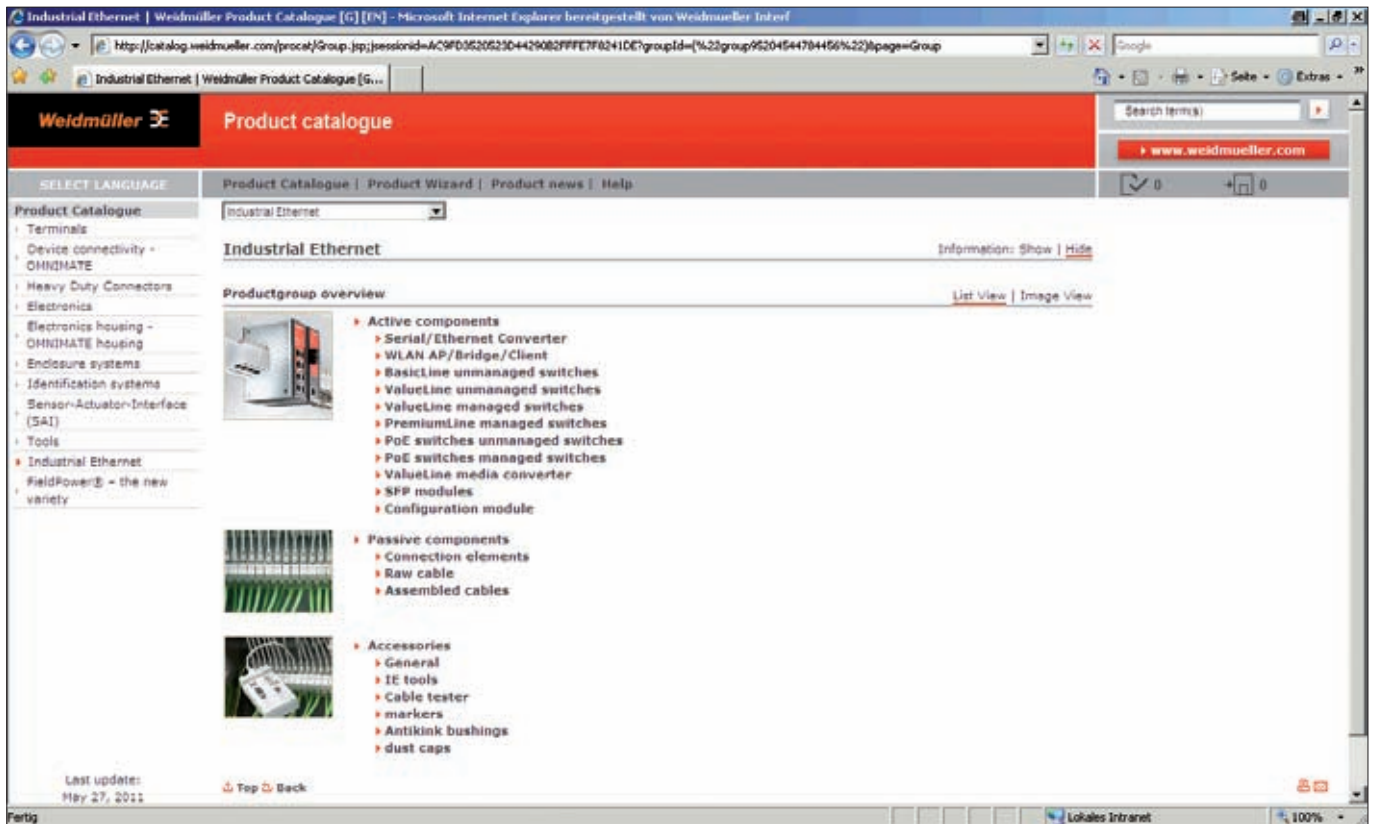 Industrial Ethernet | Weidmüller Product Catalogue [G] [EN] - Microsoft Internet Explorer bereitgestellt von Weidmueller Interf
Google
Industrial Ethernet | Weidmüller Product Catalogue [G...
Seite
Extras
Weidmüller
Product catalogue
Search term(s)
www.weidmueller.com
SELECT LANGUAGE
Product Catalogue | Product Wizard | Product news | Help
0
0
Product Catalogue
Terminals
Device connectivity -
OMNIMATE
Heavy Duty Connectors
Electronics
Electronics housing -
OMNIMATE housing
Enclosure systems
Identification systems
Sensor-Actuator-Interface
(SAI)
Tools
Industrial Ethernet
FieldPower® - the new
variety
Last update:
May 27, 2011
Industrial Ethernet
Industrial Ethernet
Information: Show | Hide
Productgroup overview
List View | Image View
Active components
Serial/Ethernet Converter
WLAN AP/Bridge/Client
BasicLine unmanaged switches
ValueLine unmanaged switches
ValueLine managed switches
PremiumLine managed switches
PoE switches unmanaged switches
PoE switches managed switches
ValueLine media converter
SFP modules
Configuration module
Passive components
Connection elements
Raw cable
Assembled cables
Accessories
General
IE tools
Cable tester
markers
Antikink bushings
dust caps
Top Back
Fertig
Lokales Intranet
100%